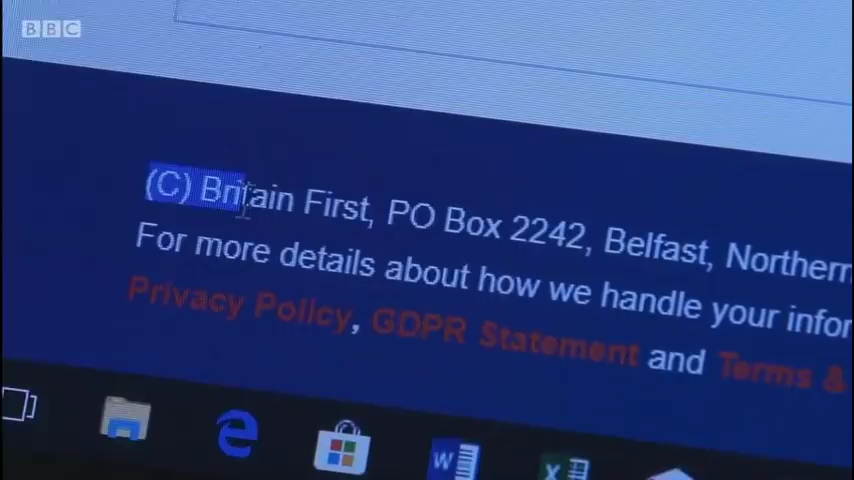 BBC
(C) Britain First, PO Box 2242, Belfast, Northern
For more details about how we handle your infor
Privacy Policy, GDPR Statement and Terms &